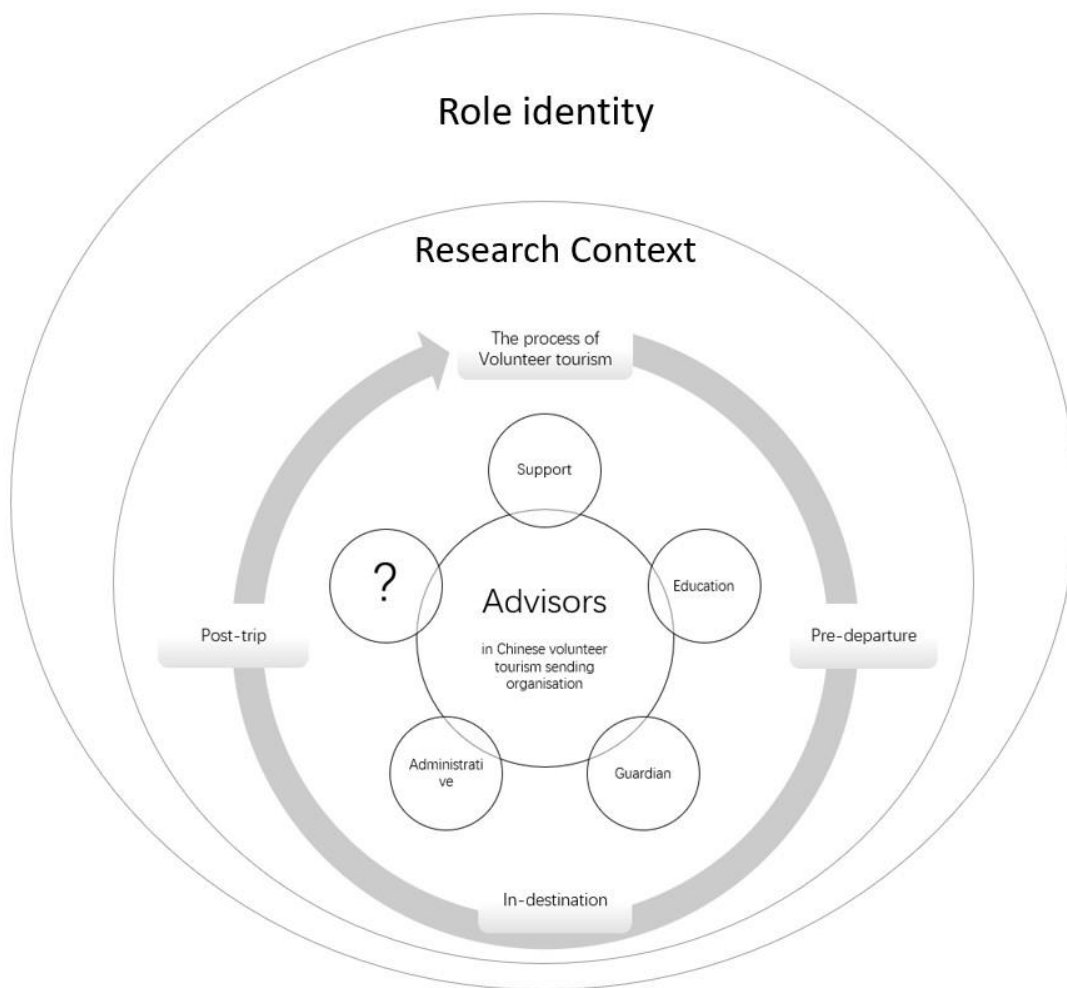 Role identity
Research Context
The process of
Volunteer tourism
Support
?
Education
Advisors
in Chinese volunteer
tourism sending
organisation
Post-trip
Pre-departure
Administrati
ve
Guardian
In-destination